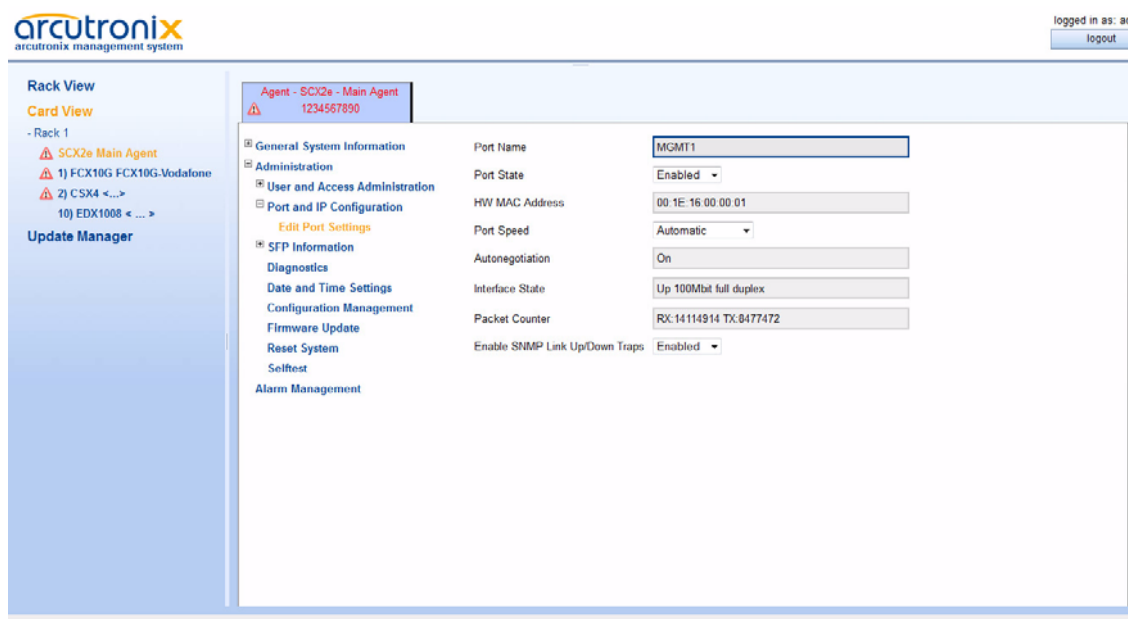 arcutronix
arcutronix management system
logged in as: ad
logout
Rack View
Card View
- Rack 1
SCX2e Main Agent
1) FCX10G FCX10G-Vodafone
2) CSX4 <...>
10) EDX1008 < ... >
Update Manager
Agent - SCX2e - Main Agent
1234567890
General System Information
Administration
User and Access Administration
Port and IP Configuration
Edit Port Settings
SFP Information
Diagnostics
Date and Time Settings
Configuration Management
Firmware Update
Reset System
Selftest
Alarm Management
Port Name MGMT1
Port State Enabled
HW MAC Address 00:1E:16:00:00:01
Port Speed Automatic
Autonegotiation On
Interface State Up 100Mbit full duplex
Packet Counter RX:14114914 TX:8477472
Enable SNMP Link Up/Down Traps Enabled